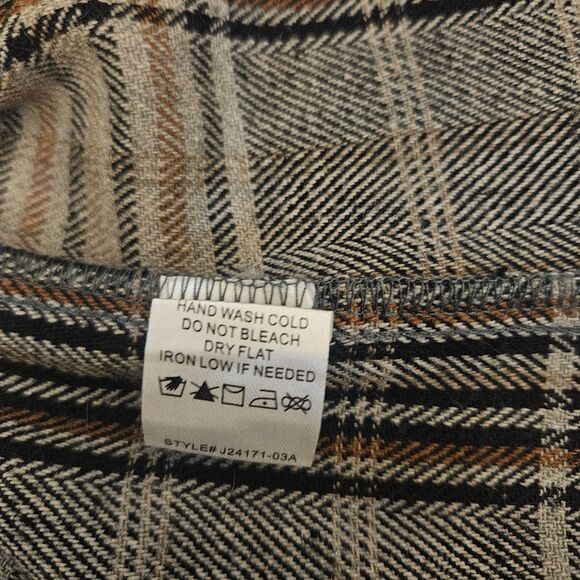 HAND WASH COLD
DO NOT BLEACH
DRY FLAT
IRON LOW IF NEEDED
STYLE# J24171-03A